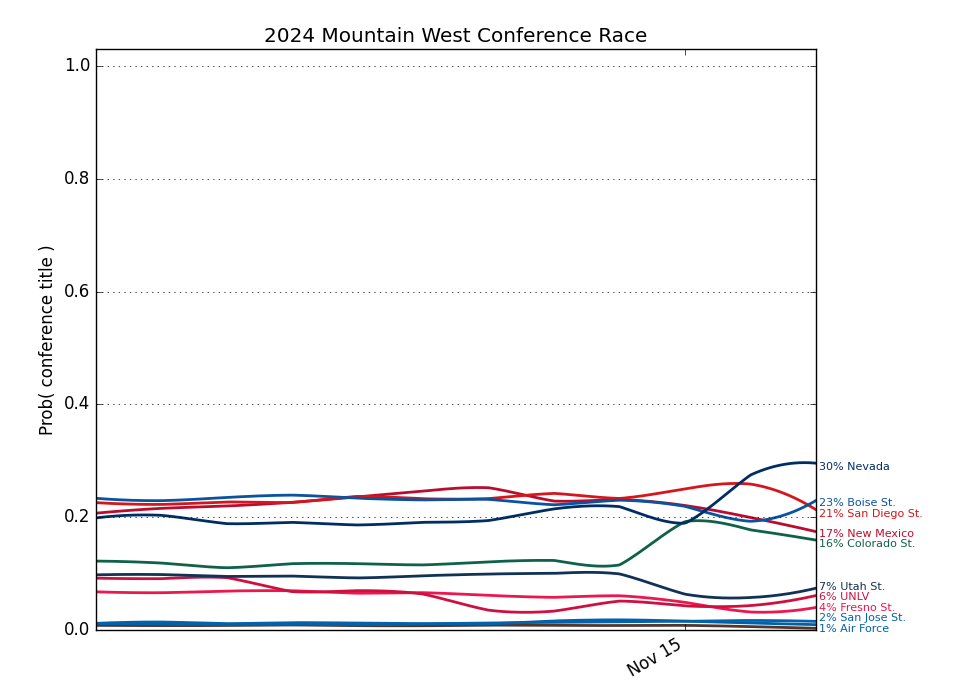 2024 Mountain West Conference Race
1.0
0.8
0.6
0.4
0.2
0.0
Prob( conference title )
30% Nevada
23% Boise St.
21% San Diego St.
17% New Mexico
16% Colorado St.
7% Utah St.
6% UNLV
4% Fresno St.
2% San Jose St.
1% Air Force
Nov 15